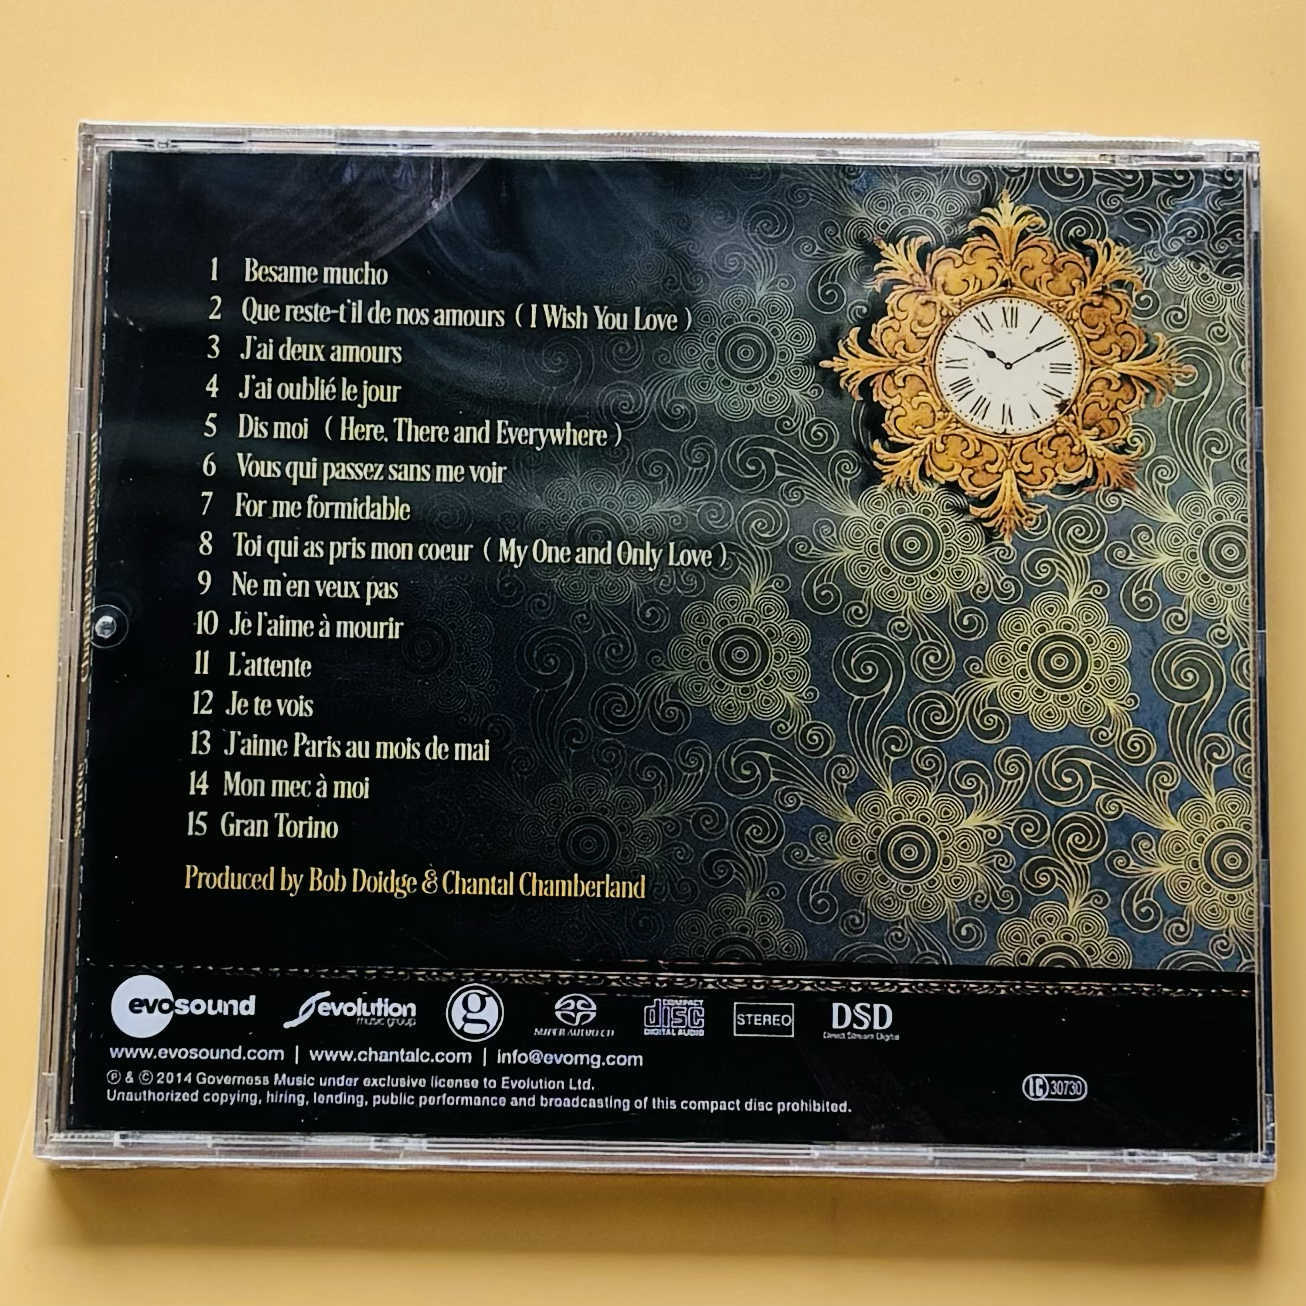 1 Besame mucho
2 Que reste-t'il de nos amours ( I Wish You Love )
3 J'ai deux amours
4 J'ai oublié le jour
5 Dis moi ( Here, There and Everywhere )
6 Vous qui passez sans me voir
7 For me formidable
8 Toi qui as pris mon coeur ( My One and Only Love )
9 Ne m'en veux pas
10 Je l'aime à mourir
11 L'attente
12 Je te vois
13 J'aime Paris au mois de mai
14 Mon mec à moi
15 Gran Torino
Produced by Bob Doidge & Chantal Chamberland
XII
evosound evolution music group g SUPER AUDIO CD COMPACT disc DIGITAL AUDIO STEREO DSD Direct Stream Digital
www.evosound.com | www.chantalc.com | info@evomg.com
℗ & © 2014 Governess Music under exclusive license to Evolution Ltd.
Unauthorized copying, hiring, lending, public performance and broadcasting of this compact disc prohibited.
LC 30730